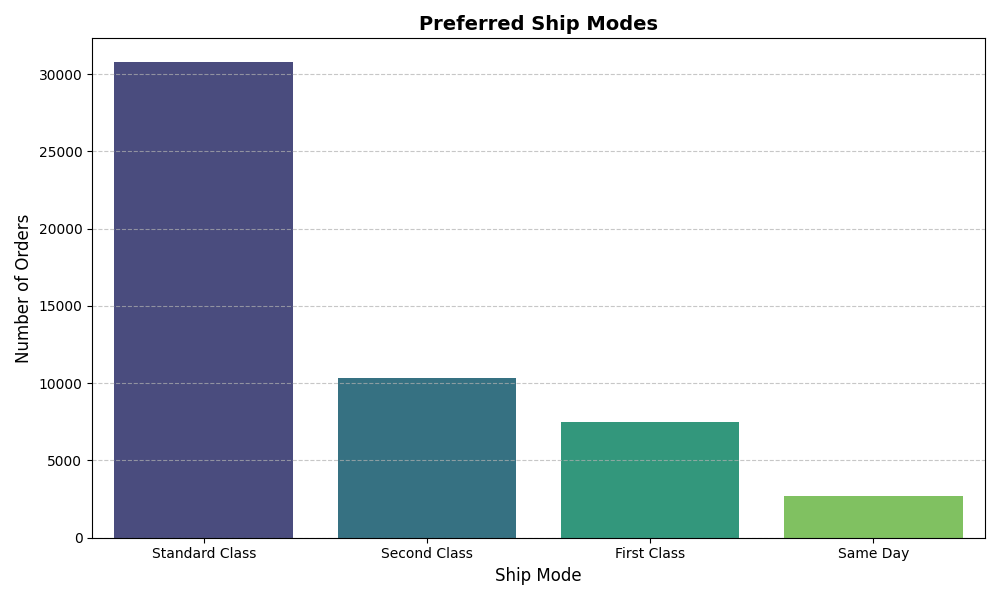 Preferred Ship Modes
Number of Orders
30000
25000
20000
15000
10000
5000
0
Standard Class
Second Class
First Class
Same Day
Ship Mode